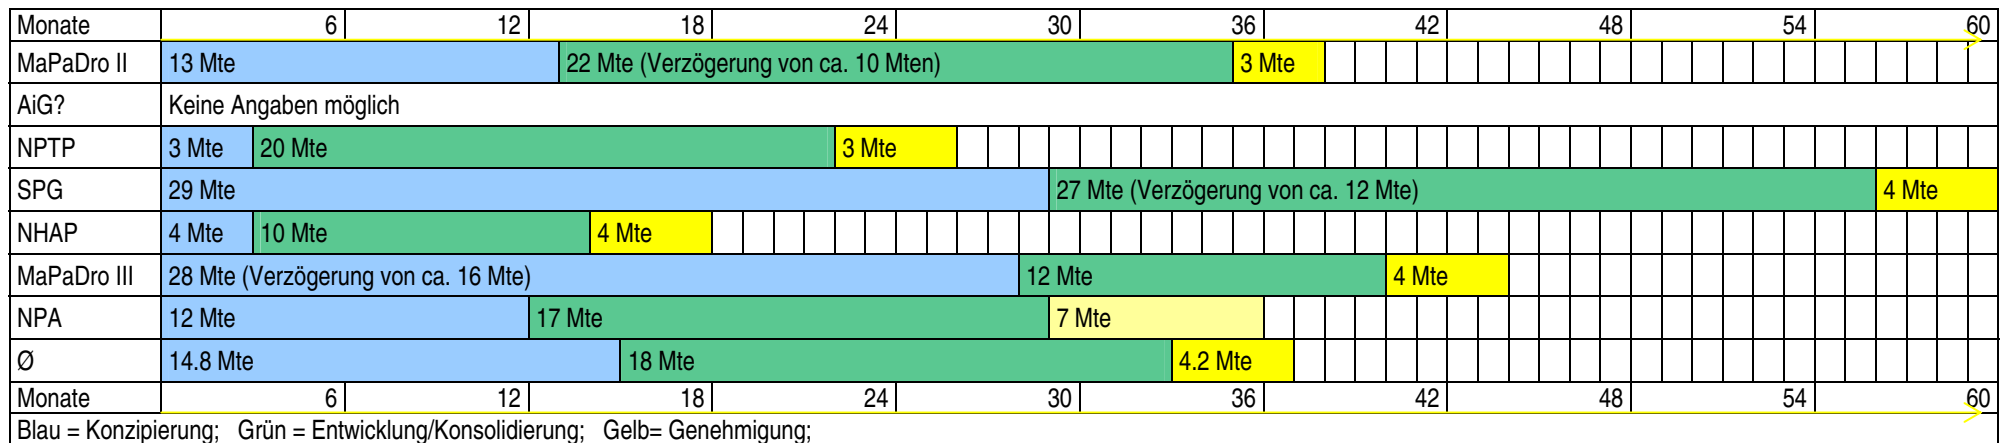 Monate 6 12 18 24 30 36 42 48 54 60
MaPaDro II 13 Mte 22 Mte (Verzögerung von ca. 10 Mten) 3 Mte
AiG? Keine Angaben möglich
NPTP 3 Mte 20 Mte 3 Mte
SPG 29 Mte 27 Mte (Verzögerung von ca. 12 Mte) 4 Mte
NHAP 4 Mte 10 Mte 4 Mte
MaPaDro III 28 Mte (Verzögerung von ca. 16 Mte) 12 Mte 4 Mte
NPA 12 Mte 17 Mte 7 Mte
Ø 14.8 Mte 18 Mte 4.2 Mte
Monate 6 12 18 24 30 36 42 48 54 60
Blau = Konzipierung; Grün = Entwicklung/Konsolidierung; Gelb= Genehmigung;